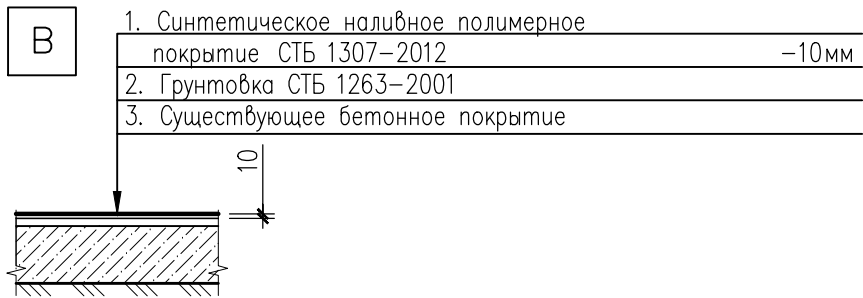 В
1. Синтетическое наливное полимерное
покрытие СТБ 1307-2012 -10мм
2. Грунтовка СТБ 1263-2001
3. Существующее бетонное покрытие
10